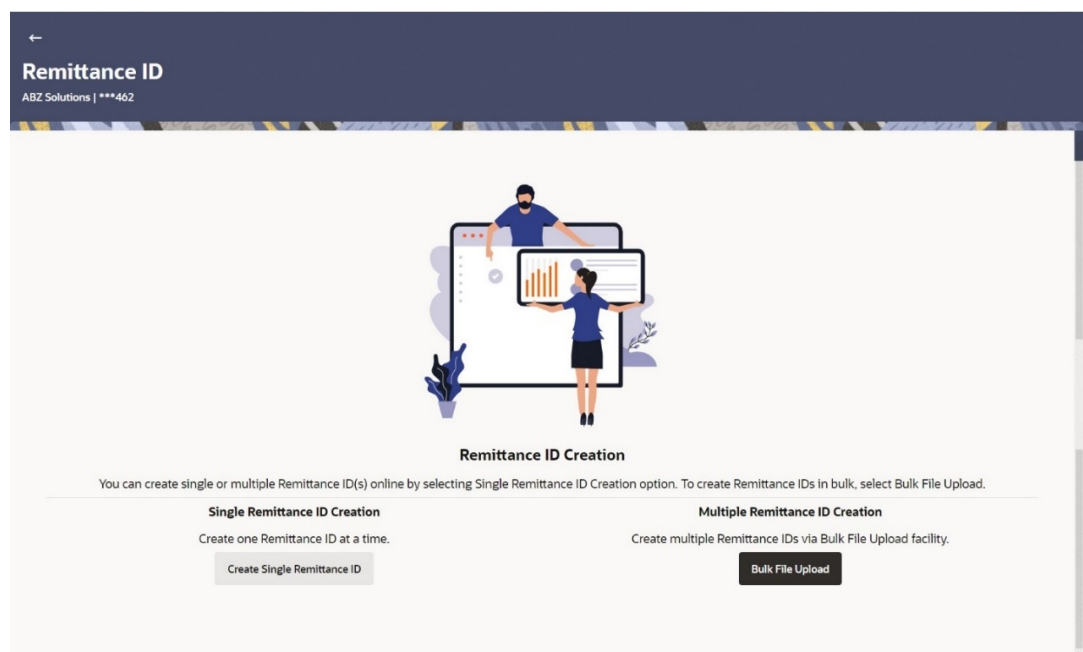 Remittance ID
ABZ Solutions | ***462
Remittance ID Creation
You can create single or multiple Remittance ID(s) online by selecting Single Remittance ID Creation option. To create Remittance IDs in bulk, select Bulk File Upload.
Single Remittance ID Creation
Create one Remittance ID at a time.
Create Single Remittance ID
Multiple Remittance ID Creation
Create multiple Remittance IDs via Bulk File Upload facility.
Bulk File Upload